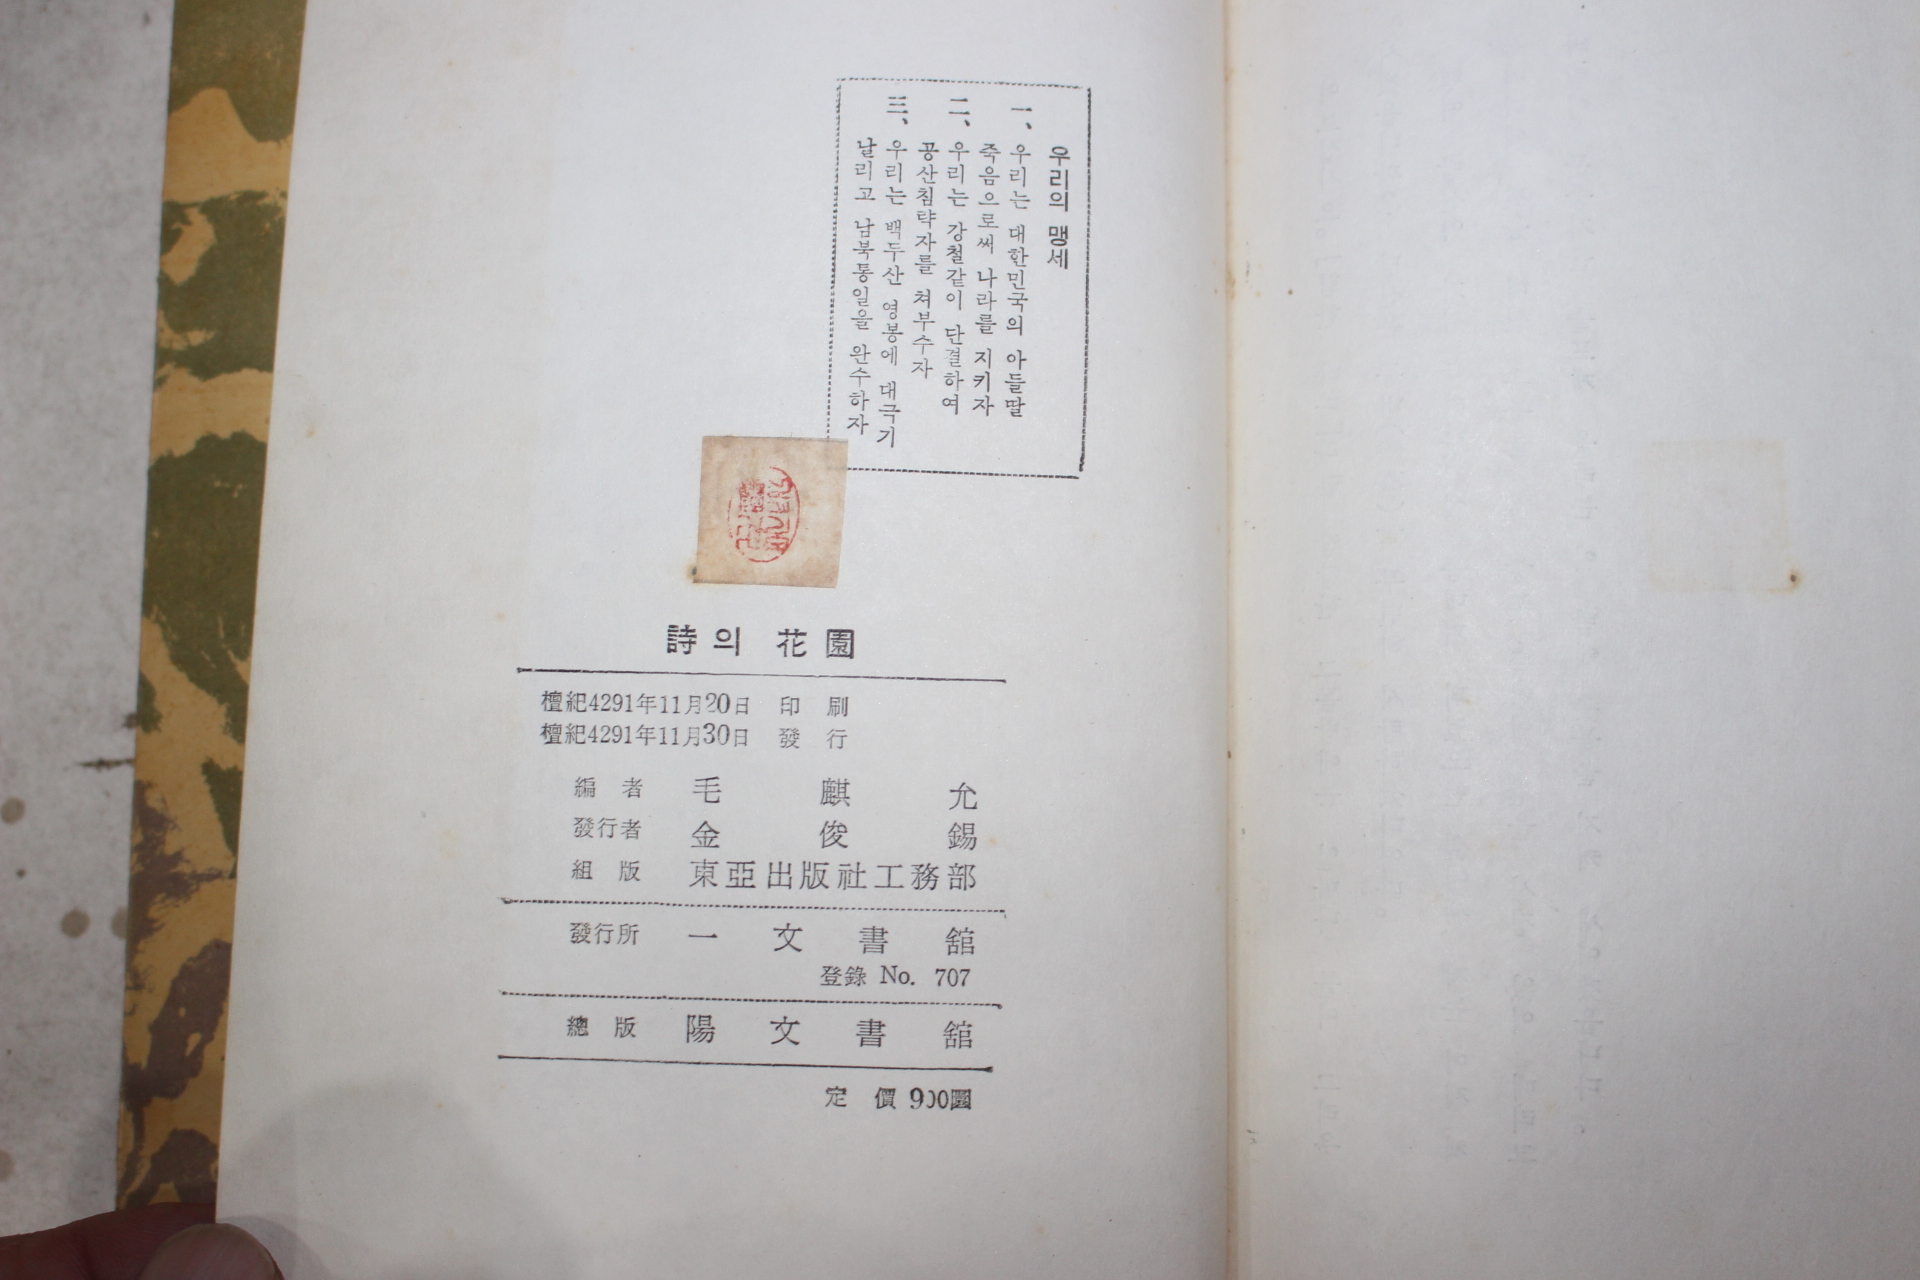 우리의 맹세
一、우리는 대한민국의 아들딸
죽음으로써 나라를 지키자
二、우리는 강철같이 단결하여
공산침략자를 쳐부수자
三、우리는 백두산 영봉에 대극기
날리고 남북통일을 완수하자
詩의 花園
檀紀4291年11月20日 印刷
檀紀4291年11月30日 發行
編者 毛麒允
發行者 金俊錫
組版 東亞出版社工務部
發行所 一文書舘
登錄 No. 707
總版 陽文書舘
定價 900圜